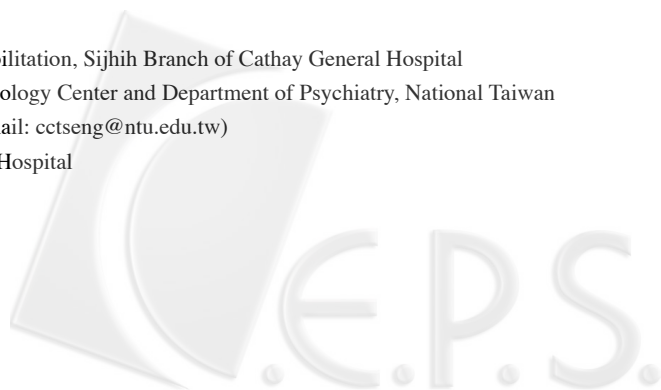 ilitation, Sijhih Branch of Cathay General Hospital
ology Center and Department of Psychiatry, National Taiwan
ail: cctseng@ntu.edu.tw)
Hospital
C.E.P.S.